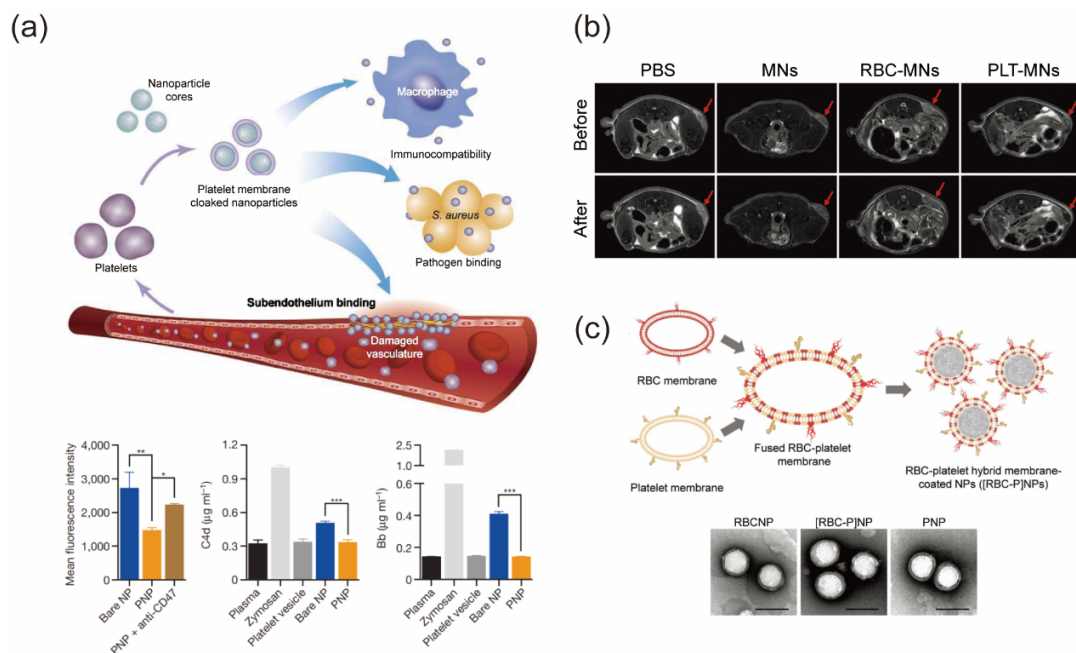 (a)
Nanoparticle
cores
Platelet membrane
cloaked nanoparticles
Platelets
Macrophage
Immunocompatibility
S. aureus
Pathogen binding
Subendothelium binding
Damaged
vasculature
Mean fluorescence intensity
4,000
3,000
2,000
1,000
**
*
Bare NP
PNP
PNP + anti-CD47
C4d (µg ml⁻¹)
1.2
0.9
0.6
0.3
0
***
Plasma
Zymosan
Platelet vesicle
Bare NP
PNP
Bb (µg ml⁻¹)
2.5
1.0
0.6
0.4
0.2
0
***
Plasma
Zymosan
Platelet vesicle
Bare NP
PNP
(b)
PBS
MNs
RBC-MNs
PLT-MNs
Before
After
(c)
RBC membrane
Platelet membrane
Fused RBC-platelet
membrane
RBC-platelet hybrid membrane-
coated NPs ([RBC-P]NPs)
RBCNP
[RBC-P]NP
PNP